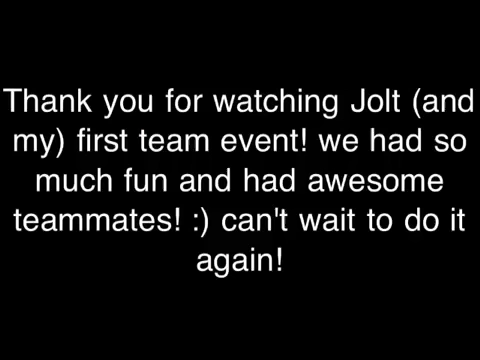 Thank you for watching Jolt (and
my) first team event! we had so
much fun and had awesome
teammates! :) can't wait to do it
again!